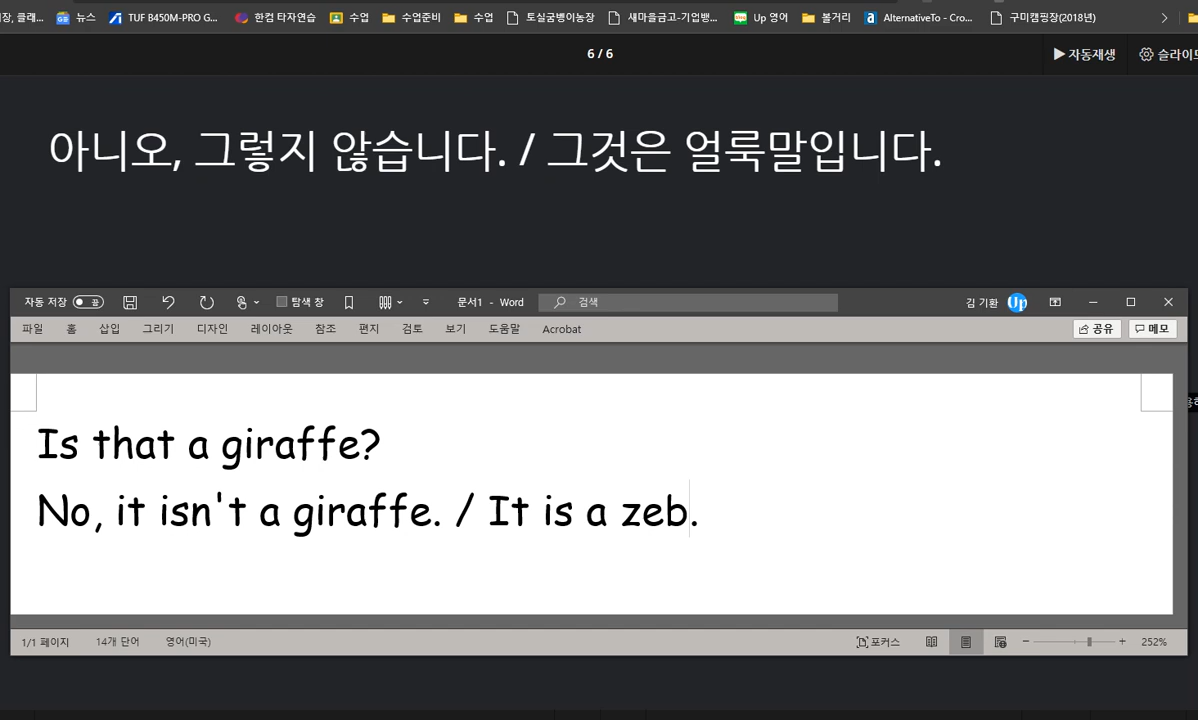 장, 클래... 뉴스 TUF B450M-PRO G... 한컴 타자연습 수업 수업준비 수업 토실굼뱅이농장 새마을금고-기업뱅... Up 영어 볼거리 AlternativeTo - Cro... 구미캠핑장(2018년)
6 / 6 자동재생 슬라이드
아니오, 그렇지 않습니다. / 그것은 얼룩말입니다.
자동 저장 끔 탐색 창 문서1 - Word 검색 김 기환 Up
파일 홈 삽입 그리기 디자인 레이아웃 참조 편지 검토 보기 도움말 Acrobat 공유 메모
Is that a giraffe?
No, it isn't a giraffe. / It is a zeb.
1/1 페이지 14개 단어 영어(미국) 포커스 252%